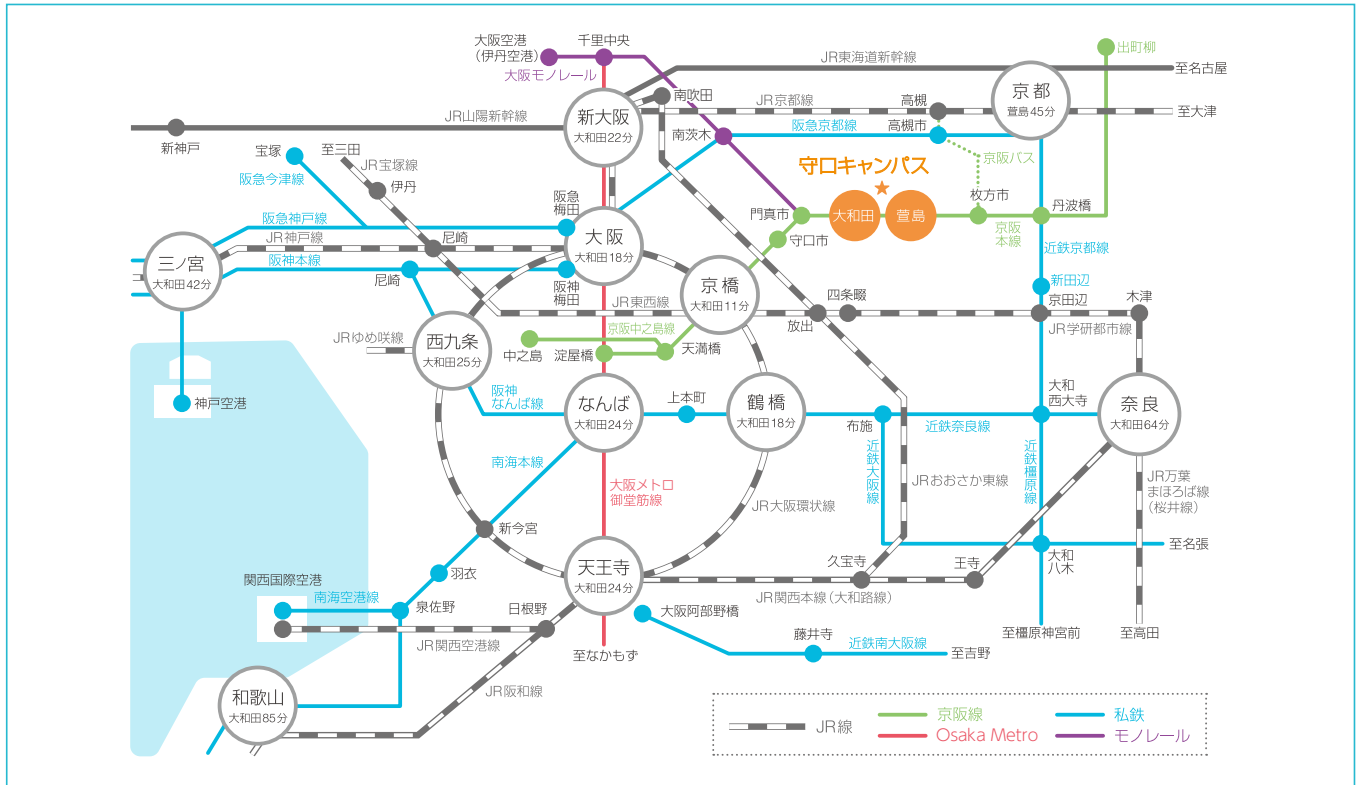 大阪空港
(伊丹空港)
千里中央
大阪モノレール
JR東海道新幹線
至名古屋
出町柳
京都
萱島45分
新大阪
大和田22分
南吹田
JR京都線
高槻
至大津
JR山陽新幹線
新神戸
南茨木
阪急京都線
高槻市
京阪バス
宝塚
至三田
JR宝塚線
阪急今津線
伊丹
守口キャンパス
大和田
萱島
枚方市
丹波橋
京阪
本線
門真市
守口市
阪急
梅田
阪急神戸線
JR神戸線
尼崎
大阪
大和田18分
近鉄京都線
三ノ宮
大和田42分
阪神本線
尼崎
阪神
梅田
京橋
大和田11分
新田辺
JR東西線
四条畷
放出
京田辺
木津
JR学研都市線
JRゆめ咲線
西九条
大和田25分
京阪中之島線
中之島
淀屋橋
天満橋
神戸空港
阪神
なんば線
なんば
大和田24分
上本町
鶴橋
大和田18分
布施
近鉄奈良線
大和
西大寺
奈良
大和田64分
近鉄大阪線
近鉄橿原線
南海本線
大阪メトロ
御堂筋線
JR大阪環状線
JRおおさか東線
JR万葉
まほろば線
(桜井線)
新今宮
至名張
大和
八木
天王寺
大和田24分
久宝寺
王寺
JR関西本線(大和路線)
羽衣
関西国際空港
南海空港線
泉佐野
日根野
JR関西空港線
大阪阿部野橋
藤井寺
近鉄南大阪線
至吉野
至橿原神宮前
至高田
至なかもず
和歌山
大和田85分
JR阪和線
JR線
京阪線
私鉄
Osaka Metro
モノレール